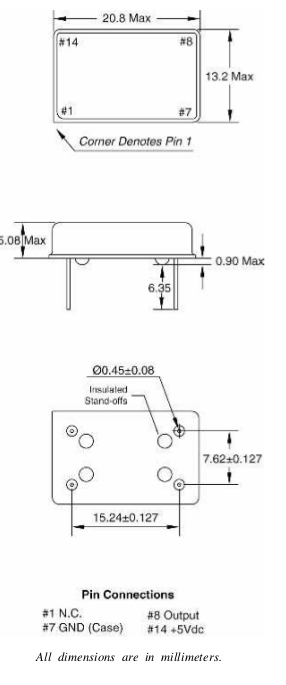 20.8 Max
#14
#8
13.2 Max
#1
#7
Corner Denotes Pin 1
5.08 Max
0.90 Max
6.35
Ø0.45±0.08
Insulated
Stand-offs
7.62±0.127
15.24±0.127
Pin Connections
#1 N.C.
#8 Output
#7 GND (Case)
#14 +5Vdc
All dimensions are in millimeters.